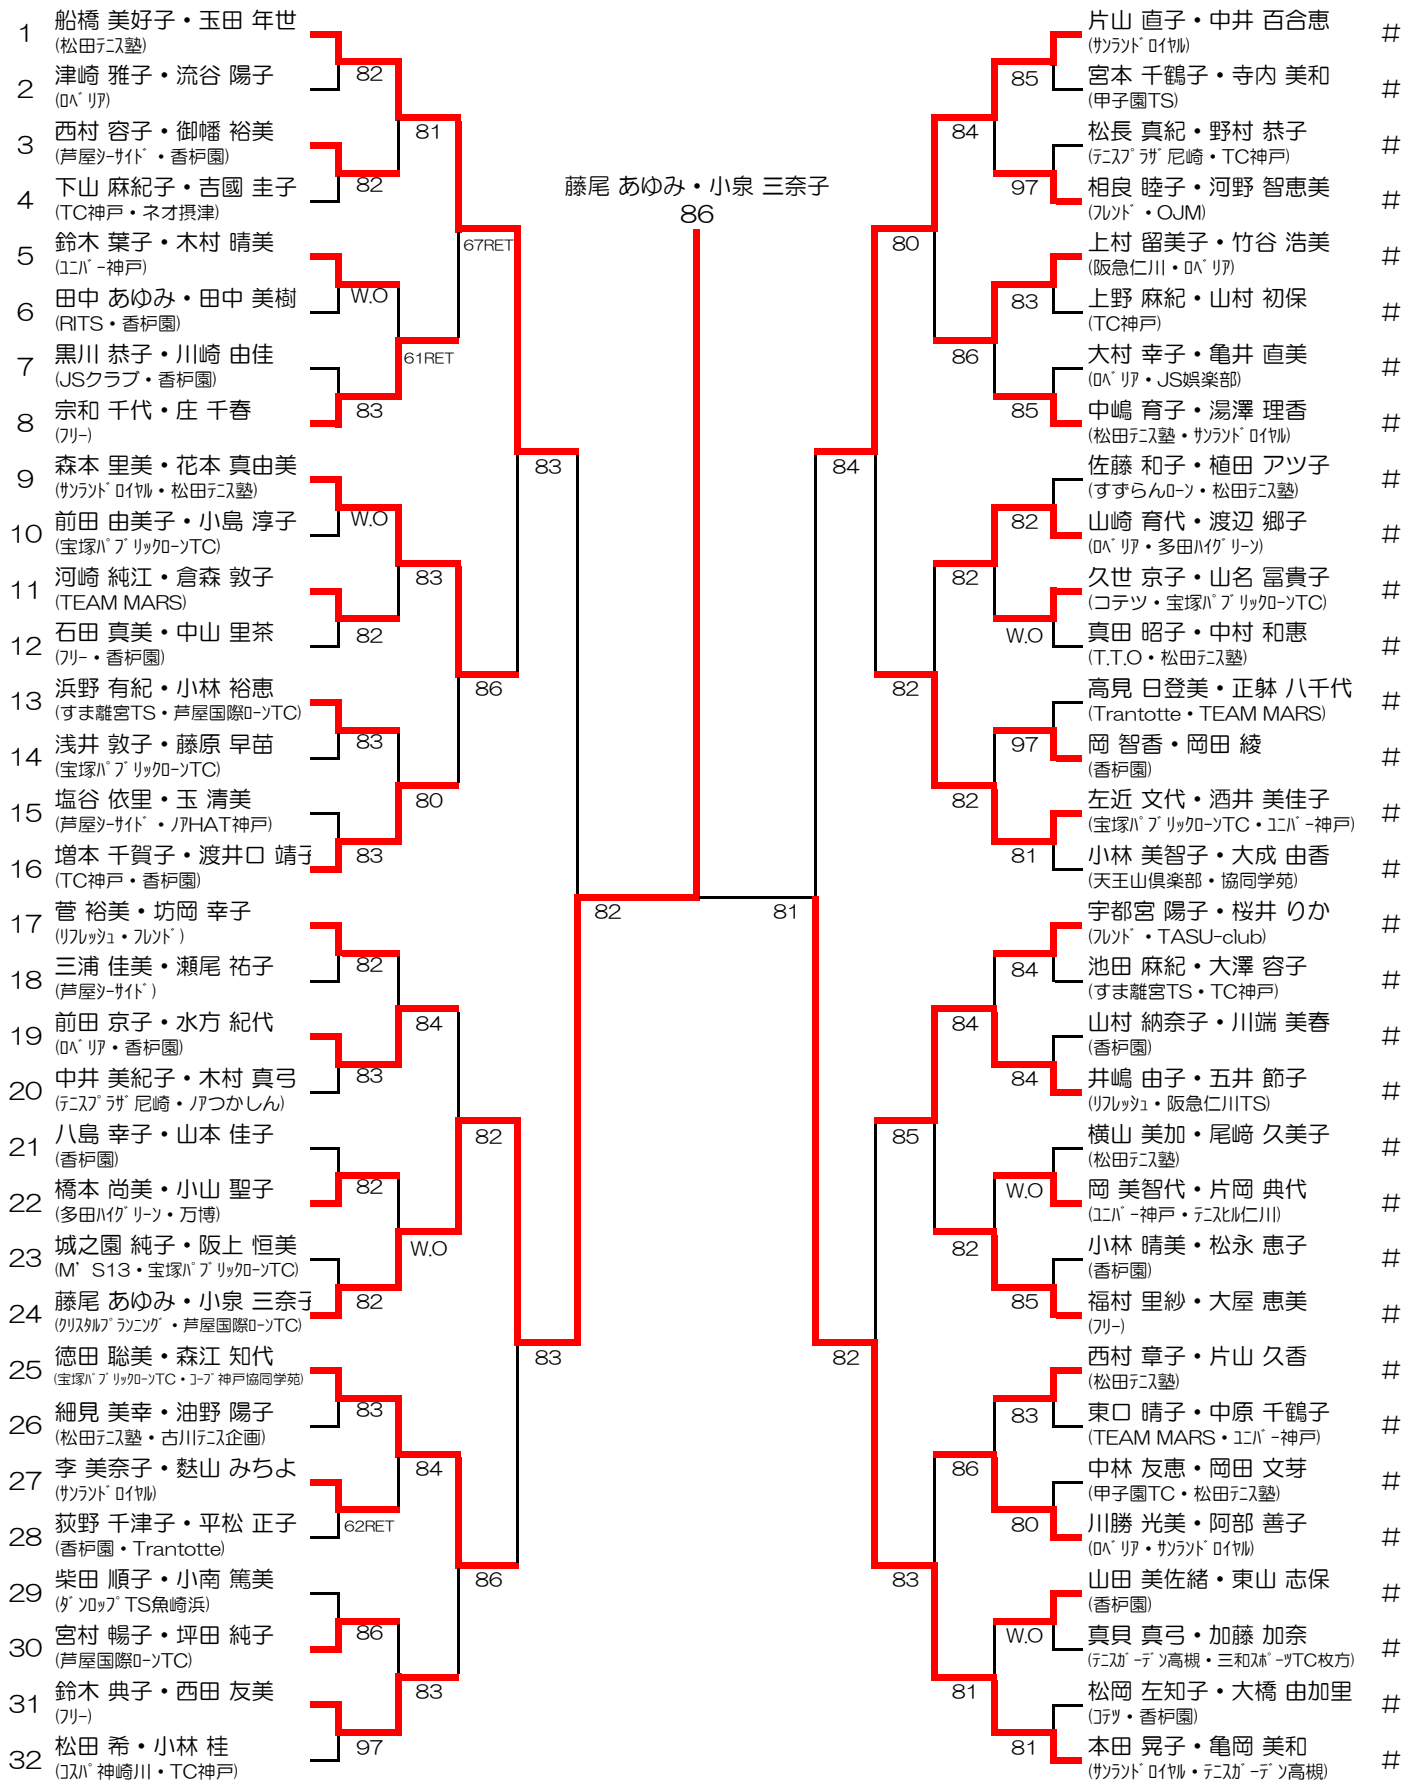 1 船橋 美好子・玉田 年世
(松田テニス塾)
2 津崎 雅子・流谷 陽子
(ロベリア)
82
3 西村 容子・御幡 裕美
(芦屋シーサイド・香枦園)
4 下山 麻紀子・吉國 圭子
(TC神戸・ネオ摂津)
82
81
5 鈴木 葉子・木村 晴美
(ユニバー神戸)
6 田中 あゆみ・田中 美樹
(RITS・香枦園)
W.O
7 黒川 恭子・川崎 由佳
(JSクラブ・香枦園)
8 宗和 千代・庄 千春
(フリー)
83
61RET
67RET
9 森本 里美・花本 真由美
(サンランドロイヤル・松田テニス塾)
10 前田 由美子・小島 淳子
(宝塚パブリックローンTC)
W.O
11 河崎 純江・倉森 敦子
(TEAM MARS)
12 石田 真美・中山 里茶
(フリー・香枦園)
82
83
13 浜野 有紀・小林 裕恵
(すま離宮TS・芦屋国際ローンTC)
14 浅井 敦子・藤原 早苗
(宝塚パブリックローンTC)
83
15 塩谷 依里・玉 清美
(芦屋シーサイド・ノアHAT神戸)
16 増本 千賀子・渡井口 靖子
(TC神戸・香枦園)
83
80
86
83
17 菅 裕美・坊岡 幸子
(リフレッシュ・フレンド)
18 三浦 佳美・瀬尾 祐子
(芦屋シーサイド)
82
19 前田 京子・水方 紀代
(ロベリア・香枦園)
20 中井 美紀子・木村 真弓
(テニスプラザ尼崎・ノアつかしん)
83
84
21 八島 幸子・山本 佳子
(香枦園)
22 橋本 尚美・小山 聖子
(多田ハイグリーン・万博)
82
23 城之園 純子・阪上 恒美
(M’S13・宝塚パブリックローンTC)
24 藤尾 あゆみ・小泉 三奈子
(クリスタルプランニング・芦屋国際ローンTC)
82
W.O
82
25 徳田 聡美・森江 知代
(宝塚パブリックローンTC・コープ神戸協同学苑)
26 細見 美幸・油野 陽子
(松田テニス塾・古川テニス企画)
83
27 李 美奈子・麩山 みちよ
(サンランドロイヤル)
28 荻野 千津子・平松 正子
(香枦園・Trantotte)
62RET
84
29 柴田 順子・小南 篤美
(ダンロップTS魚崎浜)
30 宮村 暢子・坪田 純子
(芦屋国際ローンTC)
86
31 鈴木 典子・西田 友美
(フリー)
32 松田 希・小林 桂
(コスパ神崎川・TC神戸)
97
83
86
83
82
藤尾 あゆみ・小泉 三奈子
86
片山 直子・中井 百合恵 #
(サンランドロイヤル)
宮本 千鶴子・寺内 美和 #
(甲子園TS)
85
松長 真紀・野村 恭子 #
(テニスプラザ尼崎・TC神戸)
相良 睦子・河野 智恵美 #
(フレンド・OJM)
97
84
上村 留美子・竹谷 浩美 #
(阪急仁川・ロベリア)
上野 麻紀・山村 初保 #
(TC神戸)
83
大村 幸子・亀井 直美 #
(ロベリア・JS娯楽部)
中嶋 育子・湯澤 理香 #
(松田テニス塾・サンランドロイヤル)
85
86
80
佐藤 和子・植田 アツ子 #
(すずらんローン・松田テニス塾)
山崎 育代・渡辺 郷子 #
(ロベリア・多田ハイグリーン)
82
久世 京子・山名 冨貴子 #
(コテツ・宝塚パブリックローンTC)
真田 昭子・中村 和恵 #
(T.T.O・松田テニス塾)
W.O
82
高見 日登美・正躰 八千代 #
(Trantotte・TEAM MARS)
岡 智香・岡田 綾 #
(香枦園)
97
左近 文代・酒井 美佳子 #
(宝塚パブリックローンTC・ユニバー神戸)
小林 美智子・大成 由香 #
(天王山倶楽部・協同学苑)
81
82
82
84
宇都宮 陽子・桜井 りか #
(フレンド・TASU-club)
池田 麻紀・大澤 容子 #
(すま離宮TS・TC神戸)
84
山村 納奈子・川端 美春 #
(香枦園)
井嶋 由子・五井 節子 #
(リフレッシュ・阪急仁川TS)
84
84
横山 美加・尾﨑 久美子 #
(松田テニス塾)
岡 美智代・片岡 典代 #
(ユニバー神戸・テニスヒル仁川)
W.O
小林 晴美・松永 恵子 #
(香枦園)
福村 里紗・大屋 恵美 #
(フリー)
85
82
85
西村 章子・片山 久香 #
(松田テニス塾)
東口 晴子・中原 千鶴子 #
(TEAM MARS・ユニバー神戸)
83
中林 友恵・岡田 文芽 #
(甲子園TC・松田テニス塾)
川勝 光美・阿部 善子 #
(ロベリア・サンランドロイヤル)
80
86
山田 美佐緒・東山 志保 #
(香枦園)
真貝 真弓・加藤 加奈 #
(テニスガーデン高槻・三和スポーツTC枚方)
W.O
松岡 左知子・大橋 由加里 #
(コテツ・香枦園)
本田 晃子・亀岡 美和 #
(サンランドロイヤル・テニスガーデン高槻)
81
81
83
82
81